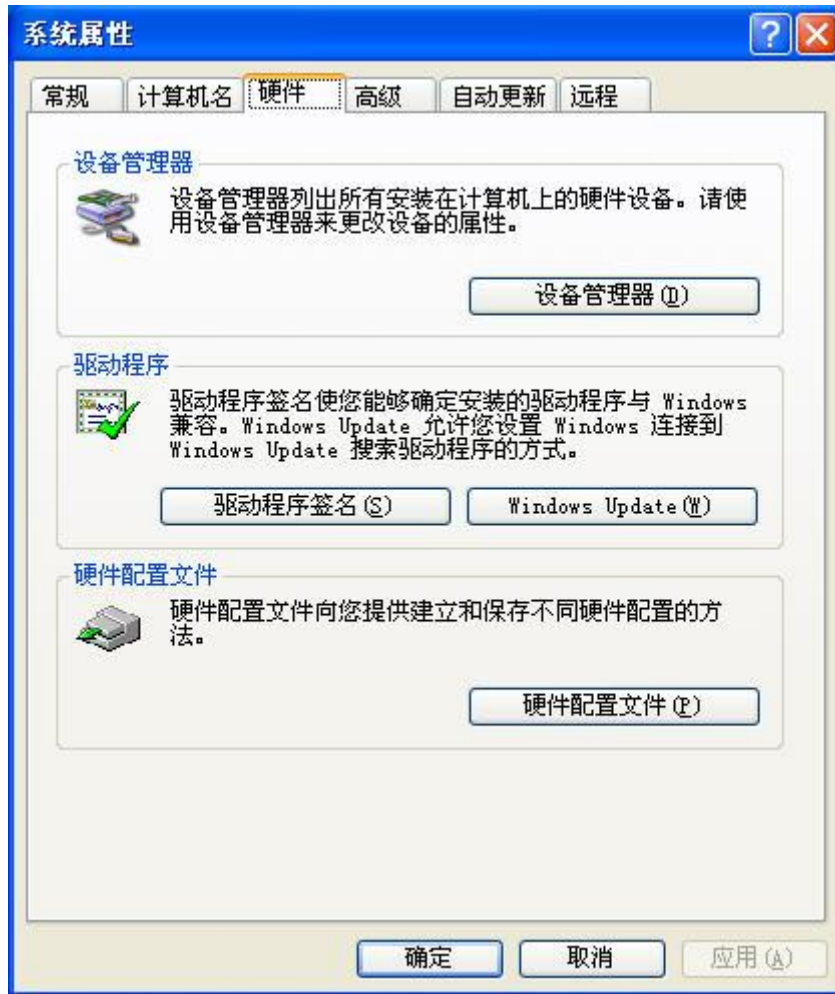 系统属性
常规 计算机名 硬件 高级 自动更新 远程
设备管理器
设备管理器列出所有安装在计算机上的硬件设备。请使
用设备管理器来更改设备的属性。
设备管理器(D)
驱动程序
驱动程序签名使您能够确定安装的驱动程序与 Windows
兼容。Windows Update 允许您设置 Windows 连接到
Windows Update 搜索驱动程序的方式。
驱动程序签名(S) Windows Update(W)
硬件配置文件
硬件配置文件向您提供建立和保存不同硬件配置的方
法。
硬件配置文件(P)
确定 取消 应用(A)